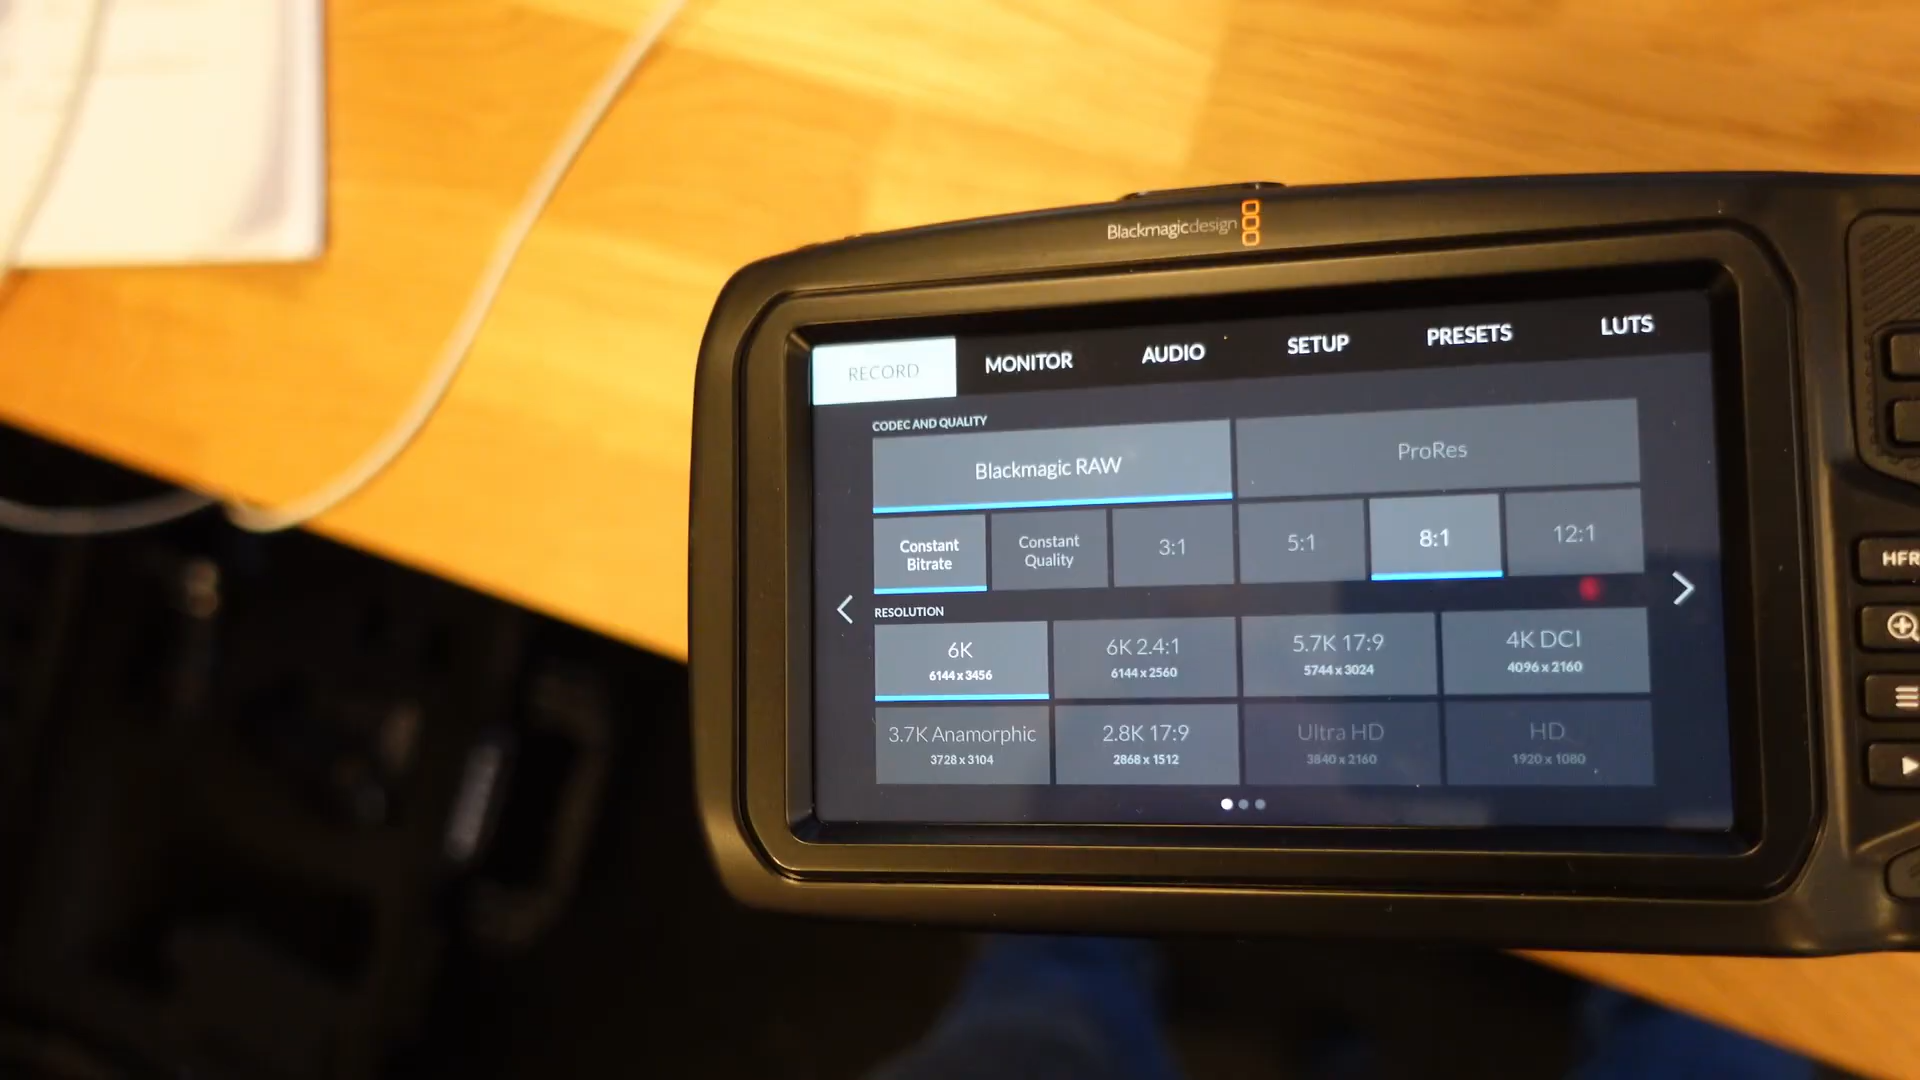 Blackmagicdesign
RECORD MONITOR AUDIO SETUP PRESETS LUTS
CODEC AND QUALITY
Blackmagic RAW ProRes
Constant Bitrate Constant Quality 3:1 5:1 8:1 12:1
RESOLUTION
6K 6K 2.4:1 5.7K 17:9 4K DCI
6144 x 3456 6144 x 2560 5744 x 3024 4096 x 2160
3.7K Anamorphic 2.8K 17:9 Ultra HD HD
3728 x 3104 2868 x 1512 3840 x 2160 1920 x 1080
HFR